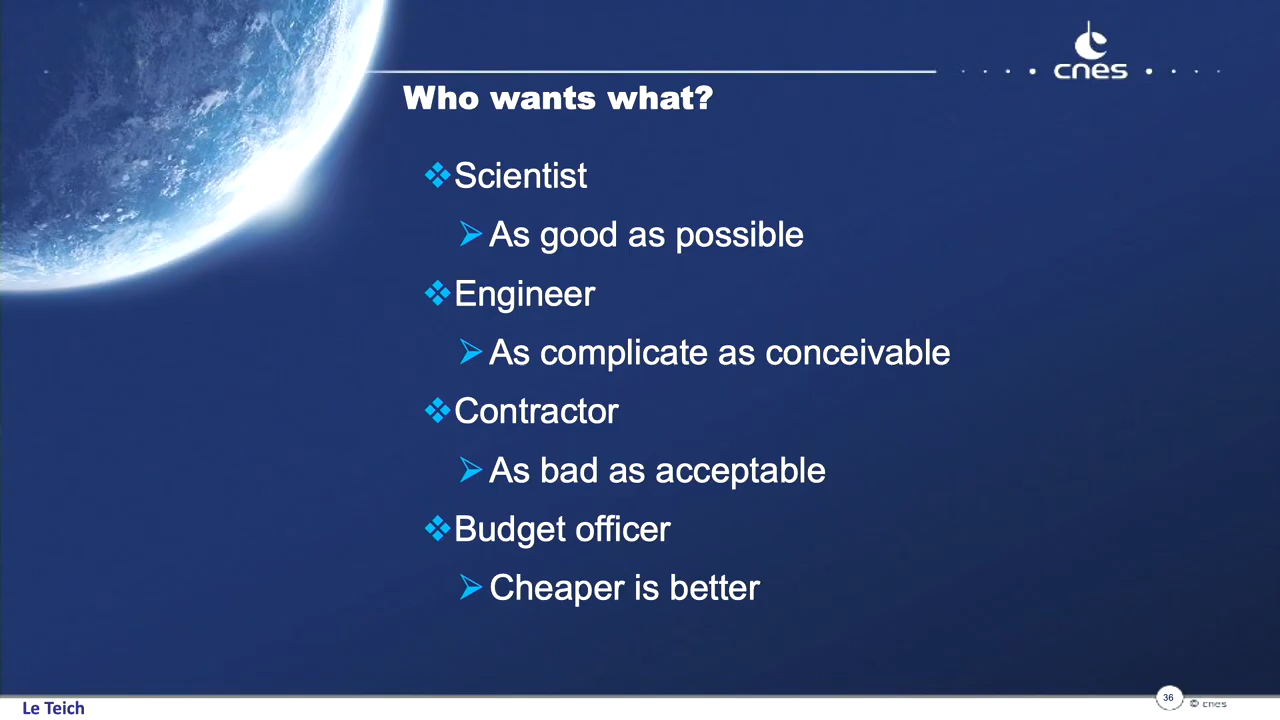 cnes
Who wants what?
Scientist
As good as possible
Engineer
As complicate as conceivable
Contractor
As bad as acceptable
Budget officer
Cheaper is better
Le Teich
36
© cnes